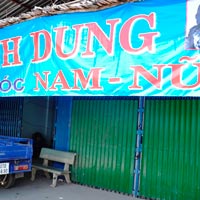 H DUNG
ÓC NAM - NỮ